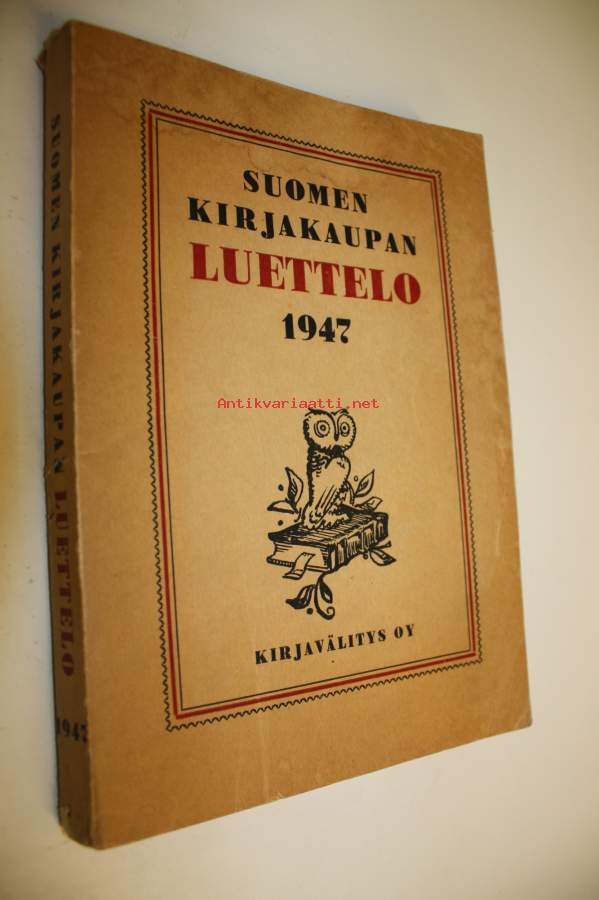 SUOMEN
KIRJAKAUPAN
LUETTELO
1947
Antikvariaatti.net
KIRJAVÄLITYS OY
SUOMEN KIRJAKAUPAN LUETTELO 1947